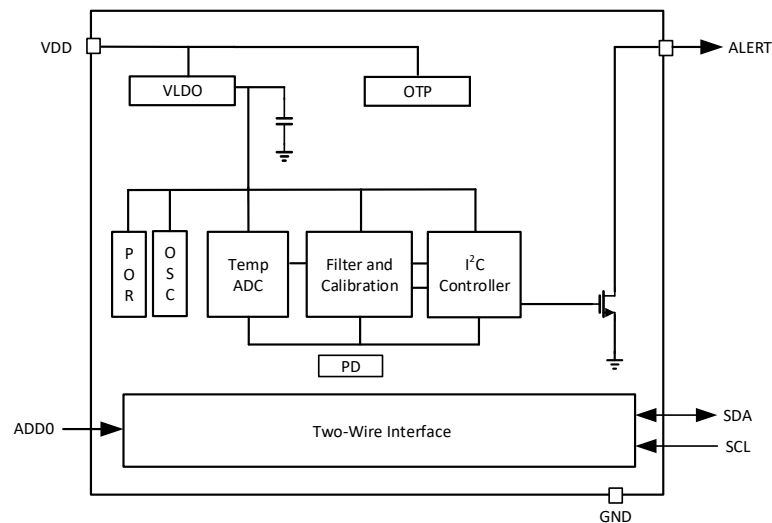 VDD
ALERT
VLDO
OTP
P
O
R
O
S
C
Temp
ADC
Filter and
Calibration
I²C
Controller
PD
ADD0
Two-Wire Interface
SDA
SCL
GND